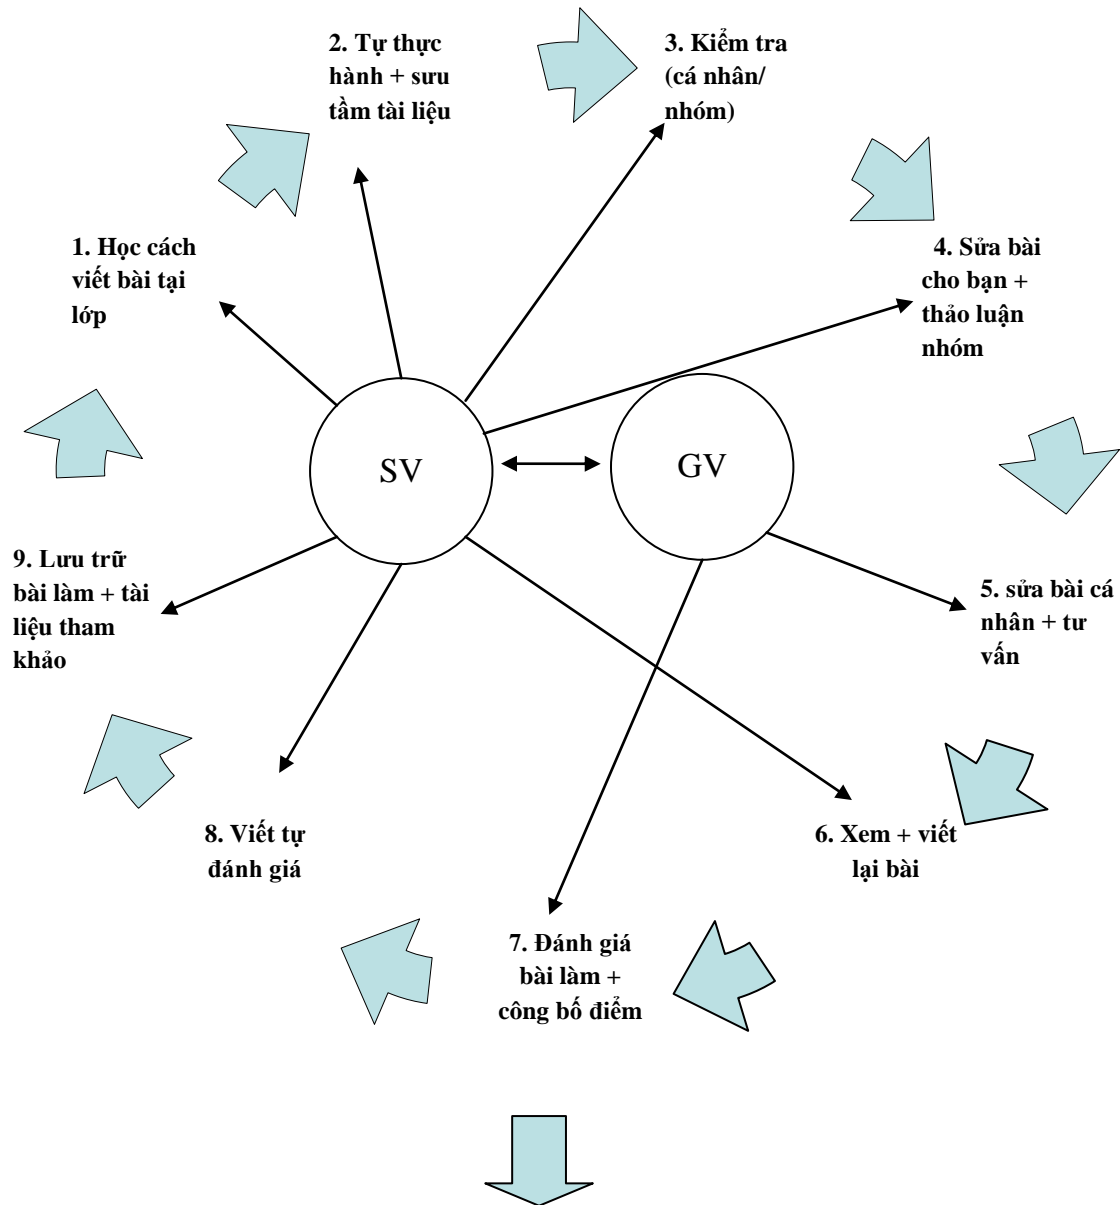 2. Tự thực
hành + sưu
tầm tài liệu
3. Kiểm tra
(cá nhân/
nhóm)
1. Học cách
viết bài tại
lớp
4. Sửa bài
cho bạn +
thảo luận
nhóm
SV
GV
9. Lưu trữ
bài làm + tài
liệu tham
khảo
5. sửa bài cá
nhân + tư
vấn
8. Viết tự
đánh giá
6. Xem + viết
lại bài
7. Đánh giá
bài làm +
công bố điểm